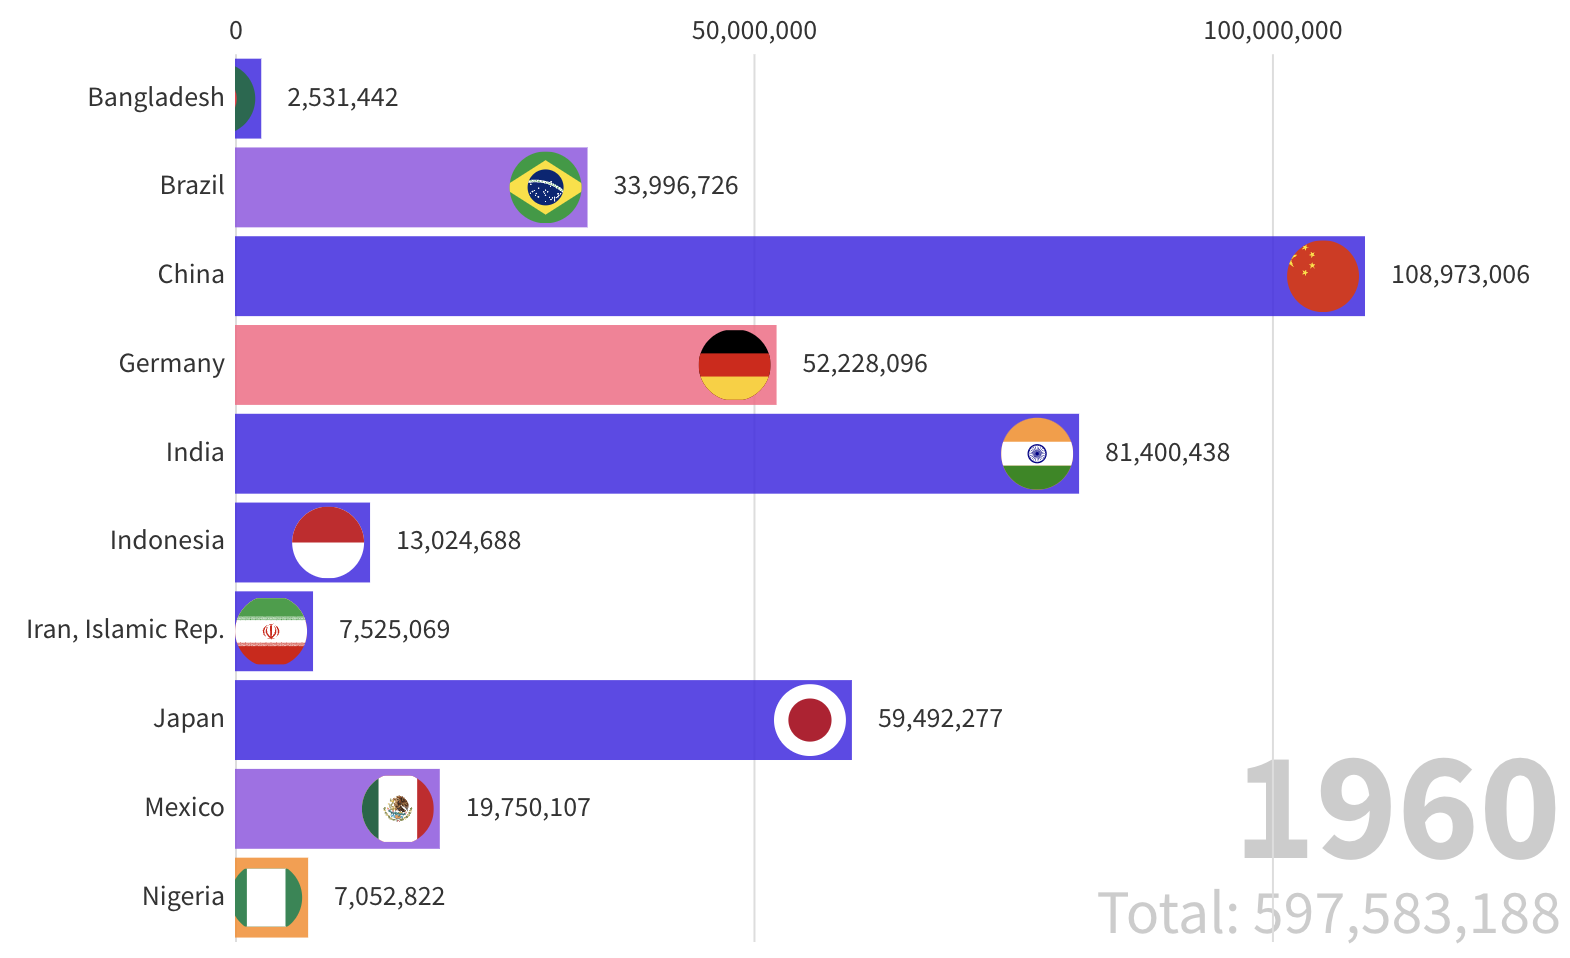 0 50,000,000 100,000,000
Bangladesh 2,531,442
Brazil 33,996,726
China 108,973,006
Germany 52,228,096
India 81,400,438
Indonesia 13,024,688
Iran, Islamic Rep. 7,525,069
Japan 59,492,277
Mexico 19,750,107
Nigeria 7,052,822
1960
Total: 597,583,188